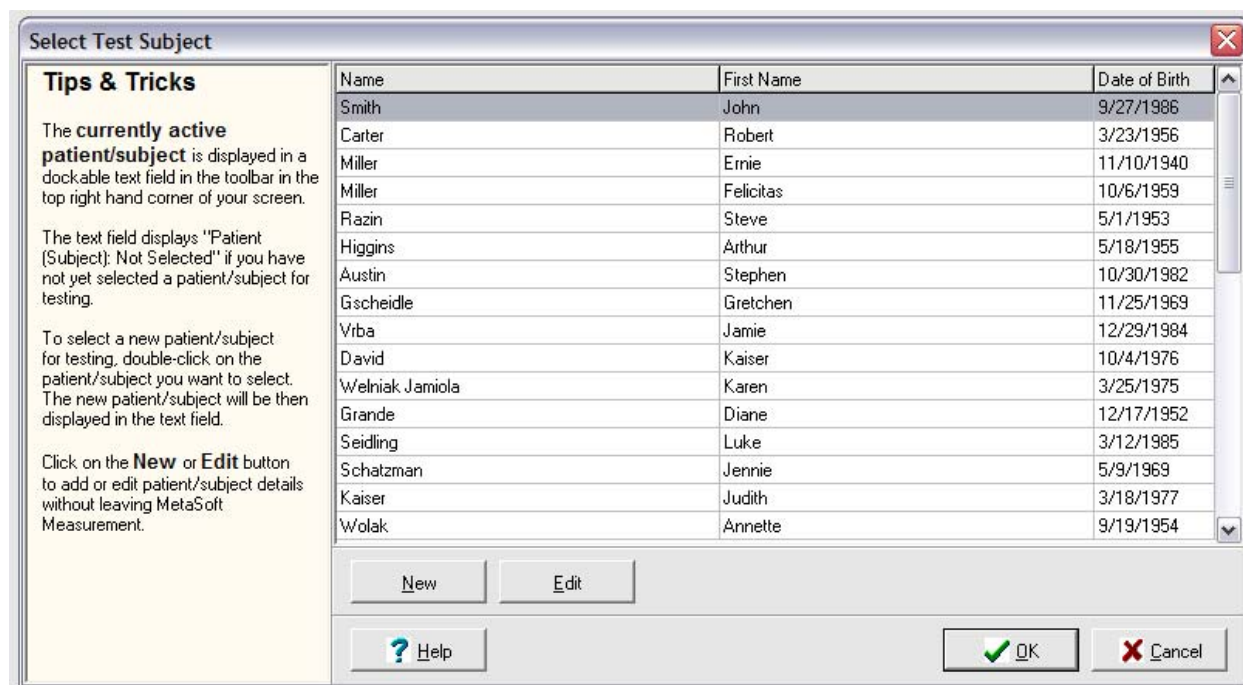 Select Test Subject
Tips & Tricks
The currently active
patient/subject is displayed in a
dockable text field in the toolbar in the
top right hand corner of your screen.
The text field displays "Patient
(Subject): Not Selected" if you have
not yet selected a patient/subject for
testing.
To select a new patient/subject
for testing, double-click on the
patient/subject you want to select.
The new patient/subject will be then
displayed in the text field.
Click on the New or Edit button
to add or edit patient/subject details
without leaving MetaSoft
Measurement.
Name First Name Date of Birth
Smith John 9/27/1986
Carter Robert 3/23/1956
Miller Ernie 11/10/1940
Miller Felicitas 10/6/1959
Razin Steve 5/1/1953
Higgins Arthur 5/18/1955
Austin Stephen 10/30/1982
Gscheidle Gretchen 11/25/1969
Vrba Jamie 12/29/1984
David Kaiser 10/4/1976
Welniak Jamiola Karen 3/25/1975
Grande Diane 12/17/1952
Seidling Luke 3/12/1985
Schatzman Jennie 5/9/1969
Kaiser Judith 3/18/1977
Wolak Annette 9/19/1954
New Edit
Help OK Cancel